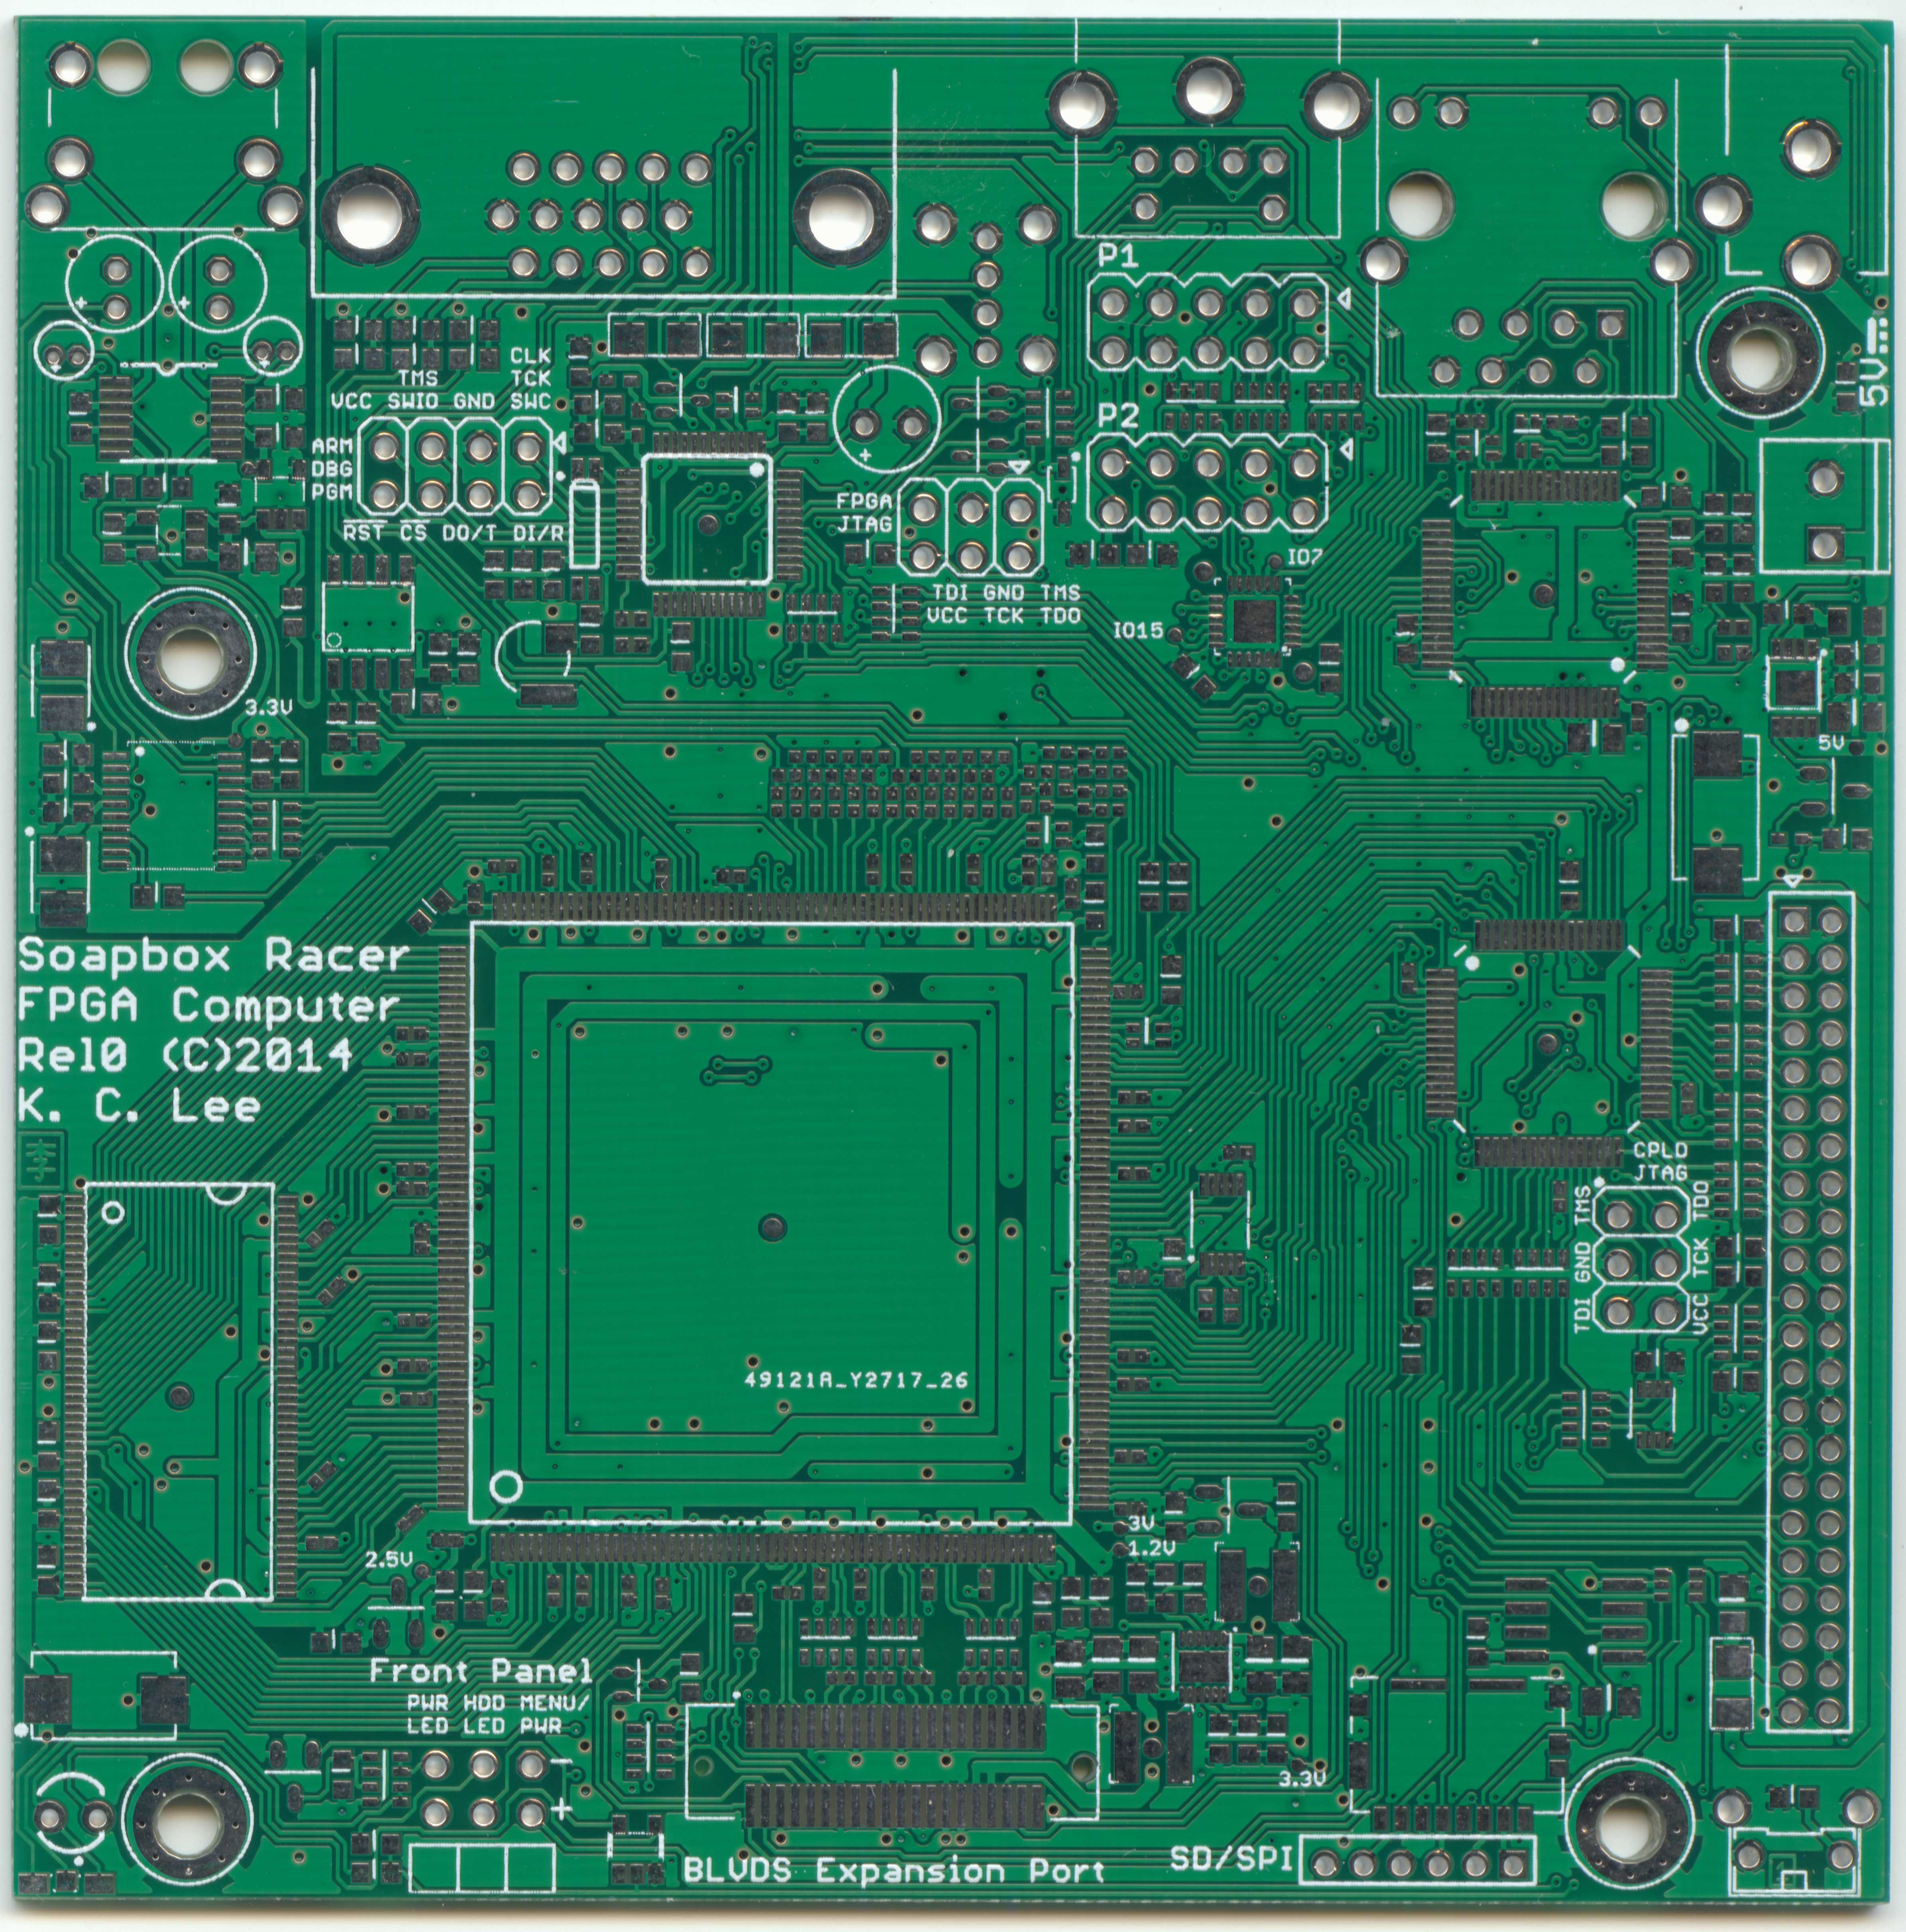 P1
5V
CLK
TMS TCK
VCC SWIO GND SWC
P2
ARM
DBG
PGM
RST CS DO/T DI/R
FPGA
JTAG
IO7
TDI GND TMS
VCC TCK TDO
IO15
3.3V
5V
Soapbox Racer
FPGA Computer
Rel0 (C)2014
K. C. Lee
CPLD
JTAG
TMS TDO
GND TCK
TDI VCC
49121A_Y2717_26
3V
1.2V
2.5V
Front Panel
PWR HDD MENU/
LED LED PWR
3.3V
BLVDS Expansion Port
SD/SPI